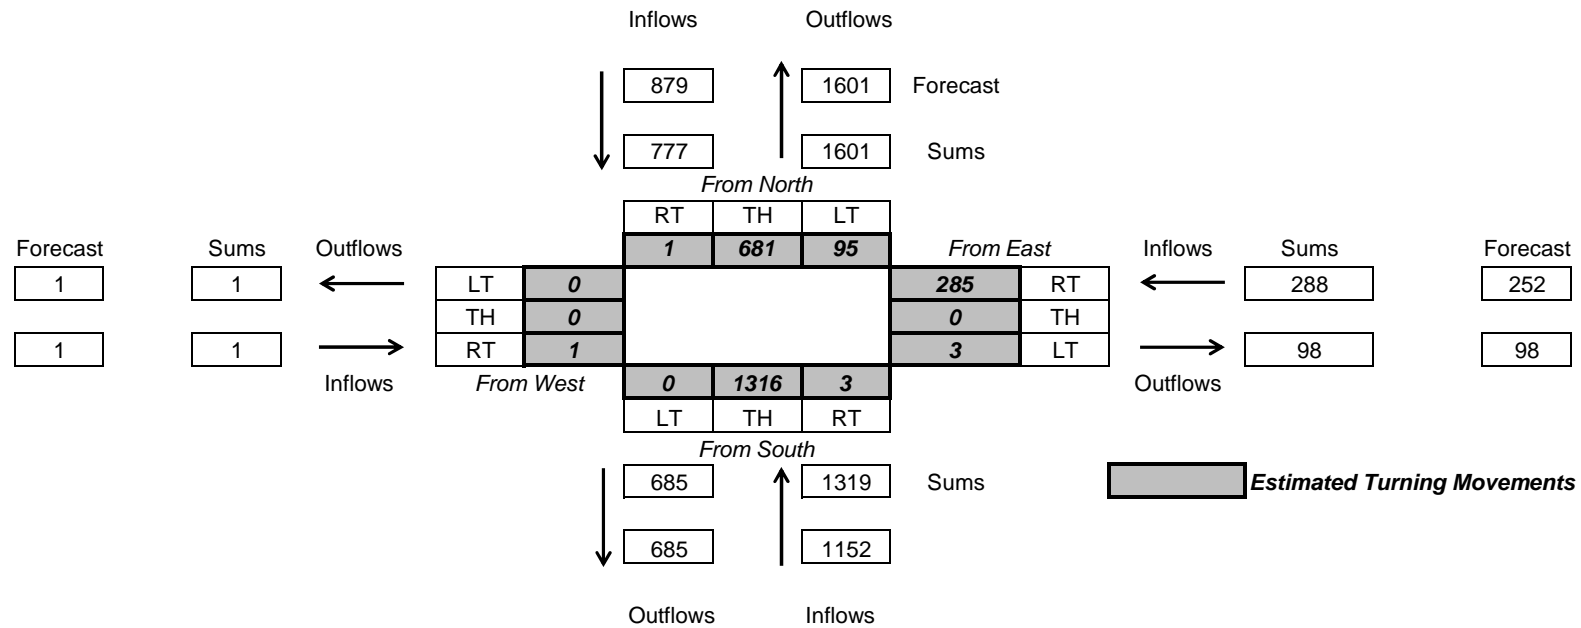 Inflows Outflows
879 1601 Forecast
777 1601 Sums
From North
RT TH LT
Forecast Sums Outflows 1 681 95 From East Inflows Sums Forecast
1 1 LT 0 285 RT 288 252
TH 0 0 TH
1 1 RT 1 3 LT 98 98
Inflows From West 0 1316 3 Outflows
LT TH RT
From South
685 1319 Sums Estimated Turning Movements
685 1152
Outflows Inflows